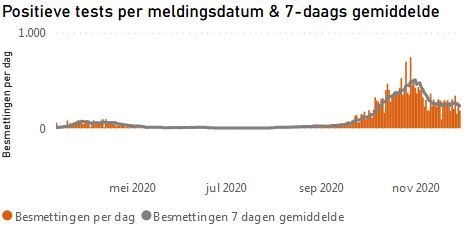 Positieve tests per meldingsdatum & 7-daags gemiddelde
Besmettingen per dag
1.000
0
mei 2020 jul 2020 sep 2020 nov 2020
Besmettingen per dag Besmettingen 7 dagen gemiddelde